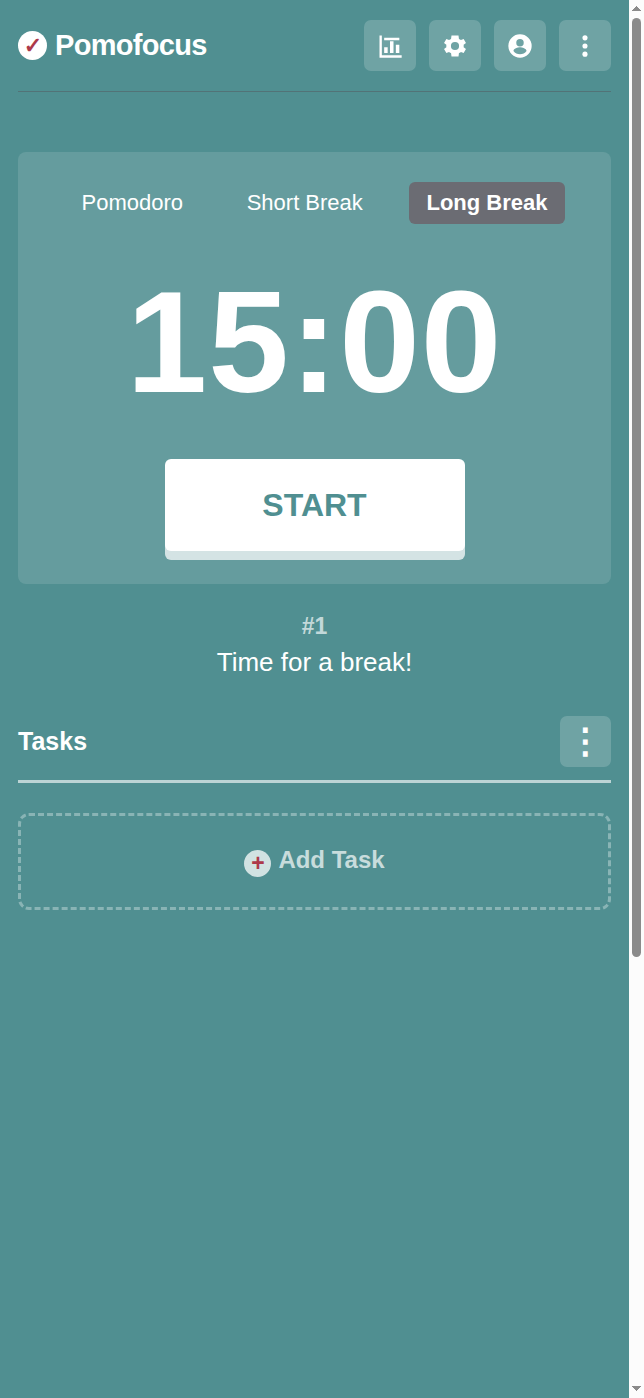 Pomofocus
Pomodoro Short Break Long Break
15:00
START
#1
Time for a break!
Tasks
Add Task